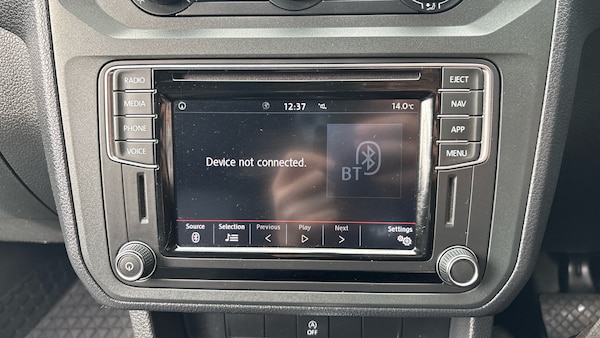 RADIO
MEDIA
PHONE
VOICE
12:37
14.0°C
Device not connected.
BT
Source Selection Previous Play Next Settings
EJECT
NAV
APP
MENU
OFF